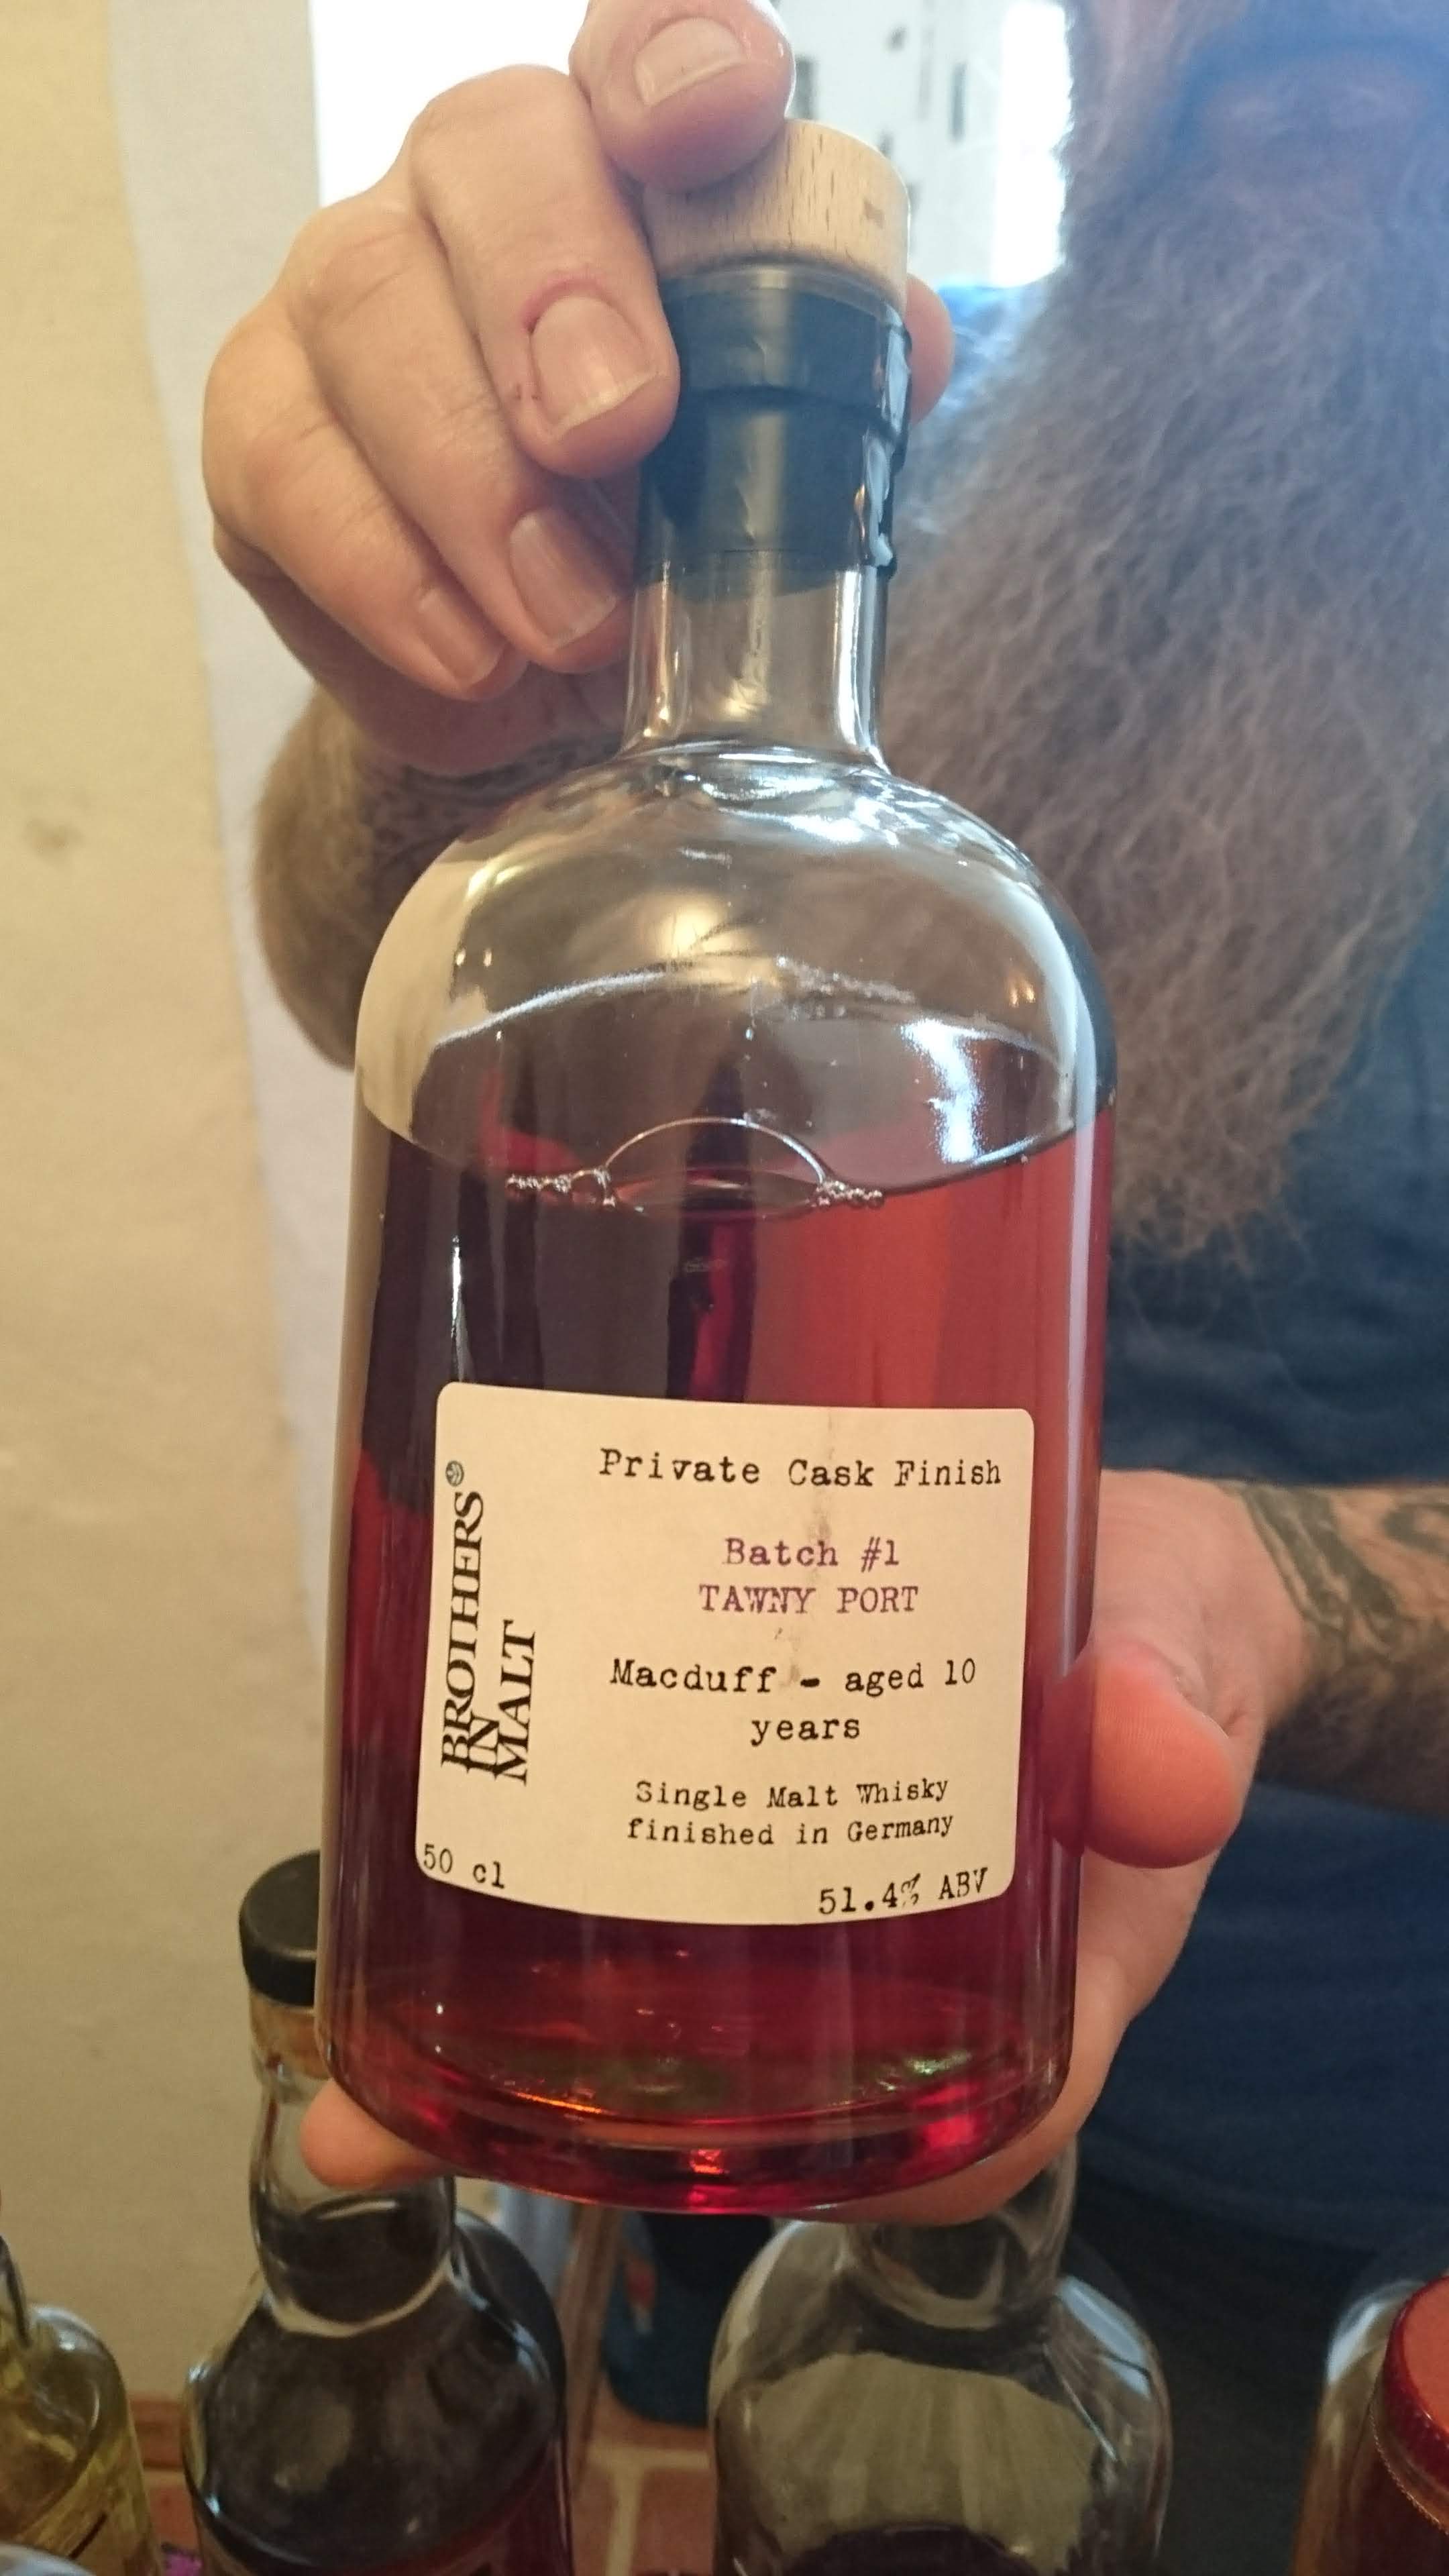 BROTHERS
IN
MALT
Private Cask Finish
Batch #1
TAWNY PORT
Macduff - aged 10
years
Single Malt Whisky
finished in Germany
50 cl
51.4% ABV